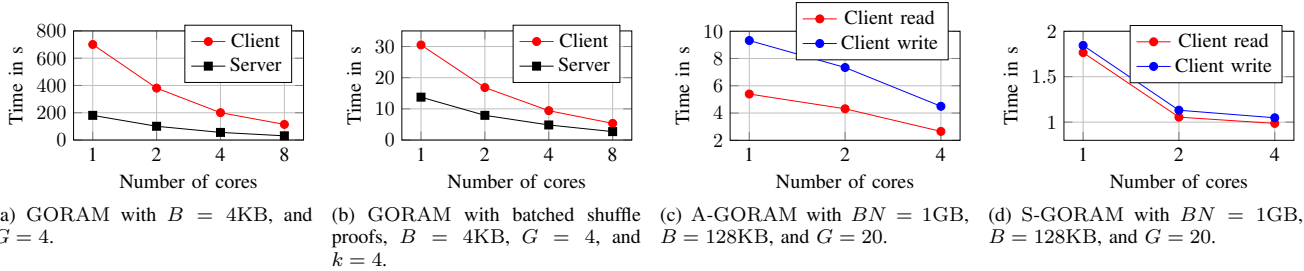 800
600
400
200
0
1 2 4 8
Time in s
Number of cores
Client
Server
a) GORAM with B = 4KB, and
G = 4.
30
20
10
0
1 2 4 8
Time in s
Number of cores
Client
Server
(b) GORAM with batched shuffle
proofs, B = 4KB, G = 4, and
k = 4.
10
8
6
4
2
1 2 4
Time in s
Number of cores
Client read
Client write
(c) A-GORAM with BN = 1GB,
B = 128KB, and G = 20.
2
1.5
1
1 2 4
Time in s
Number of cores
Client read
Client write
(d) S-GORAM with BN = 1GB,
B = 128KB, and G = 20.